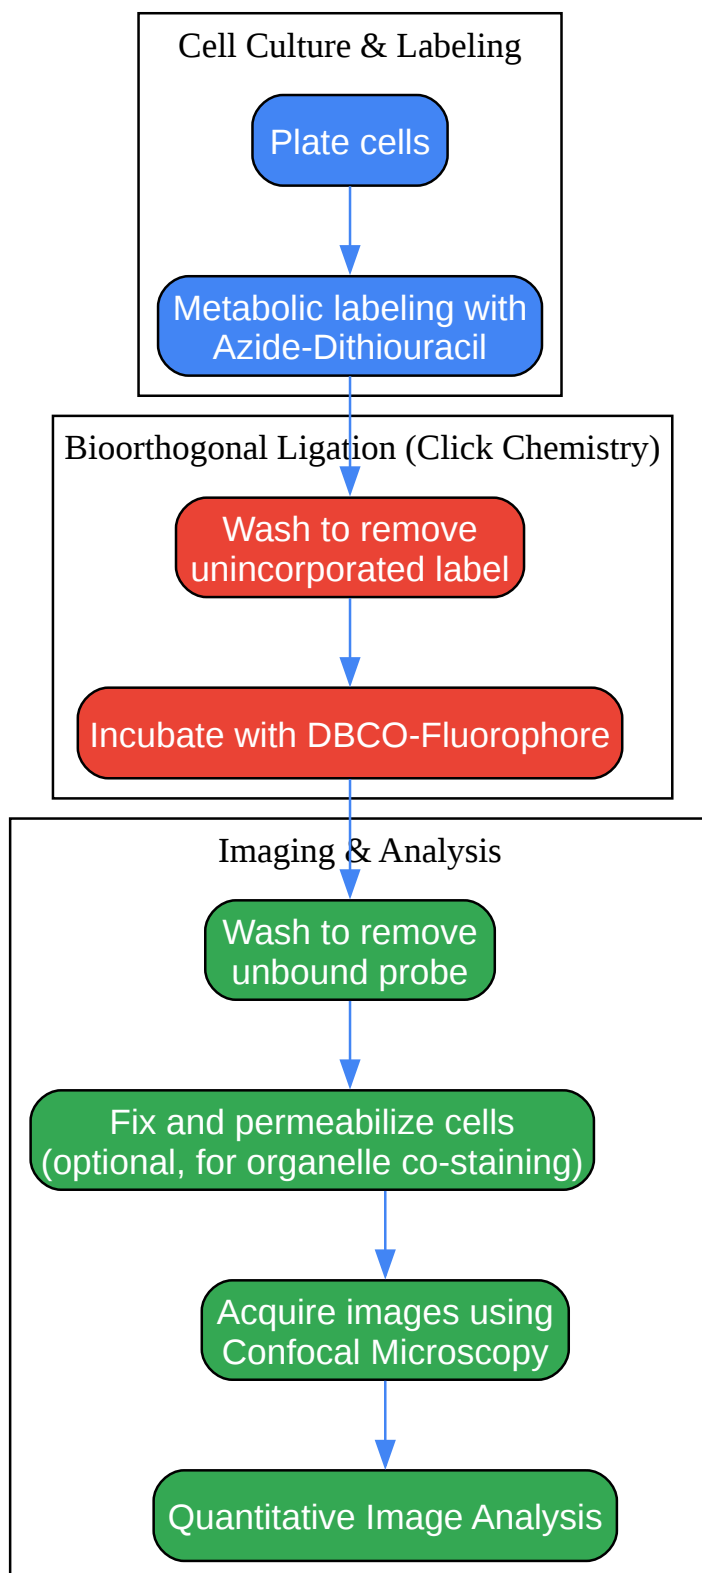 Cell Culture & Labeling
Plate cells
Metabolic labeling with
Azide-Dithiouracil
Bioorthogonal Ligation (Click Chemistry)
Wash to remove
unincorporated label
Incubate with DBCO-Fluorophore
Imaging & Analysis
Wash to remove
unbound probe
Fix and permeabilize cells
(optional, for organelle co-staining)
Acquire images using
Confocal Microscopy
Quantitative Image Analysis